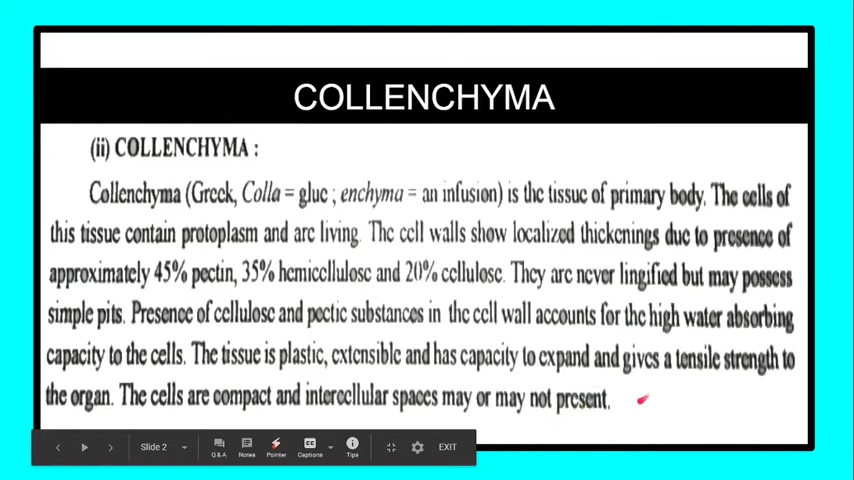 COLLENCHYMA
(ii) COLLENCHYMA :
Collenchyma (Greek, Colla = glue ; enchyma = an infusion) is the tissue of primary body. The cells of
this tissue contain protoplasm and are living. The cell walls show localized thickenings due to presence of
approximately 45% pectin, 35% hemicellulose and 20% cellulose. They are never lingified but may possess
simple pits. Presence of cellulose and pectic substances in the cell wall accounts for the high water absorbing
capacity to the cells. The tissue is plastic, extensible and has capacity to expand and gives a tensile strength to
the organ. The cells are compact and intercellular spaces may or may not present.
Slide 2
Q&A
Notes
Pointer
CC
Captions
Tips
EXIT